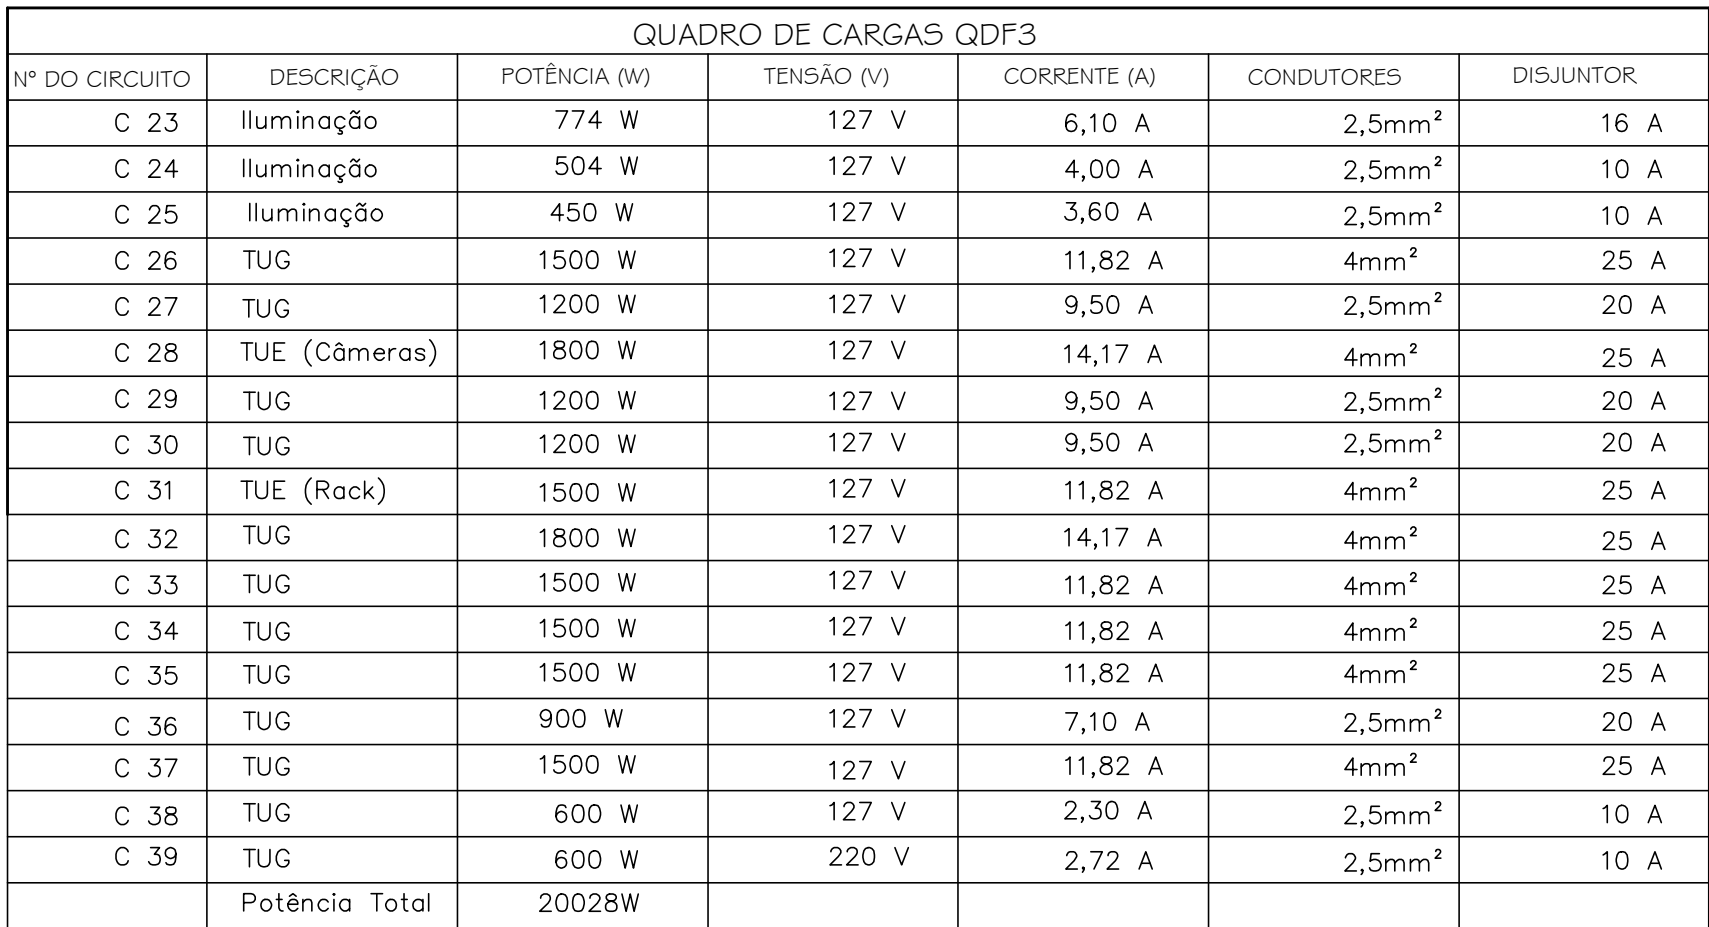 QUADRO DE CARGAS QDF3
Nº DO CIRCUITO DESCRIÇÃO POTÊNCIA (W) TENSÃO (V) CORRENTE (A) CONDUTORES DISJUNTOR
C 23 Iluminação 774 W 127 V 6,10 A 2,5mm² 16 A
C 24 Iluminação 504 W 127 V 4,00 A 2,5mm² 10 A
C 25 Iluminação 450 W 127 V 3,60 A 2,5mm² 10 A
C 26 TUG 1500 W 127 V 11,82 A 4mm² 25 A
C 27 TUG 1200 W 127 V 9,50 A 2,5mm² 20 A
C 28 TUE (Câmeras) 1800 W 127 V 14,17 A 4mm² 25 A
C 29 TUG 1200 W 127 V 9,50 A 2,5mm² 20 A
C 30 TUG 1200 W 127 V 9,50 A 2,5mm² 20 A
C 31 TUE (Rack) 1500 W 127 V 11,82 A 4mm² 25 A
C 32 TUG 1800 W 127 V 14,17 A 4mm² 25 A
C 33 TUG 1500 W 127 V 11,82 A 4mm² 25 A
C 34 TUG 1500 W 127 V 11,82 A 4mm² 25 A
C 35 TUG 1500 W 127 V 11,82 A 4mm² 25 A
C 36 TUG 900 W 127 V 7,10 A 2,5mm² 20 A
C 37 TUG 1500 W 127 V 11,82 A 4mm² 25 A
C 38 TUG 600 W 127 V 2,30 A 2,5mm² 10 A
C 39 TUG 600 W 220 V 2,72 A 2,5mm² 10 A
Potência Total 20028W